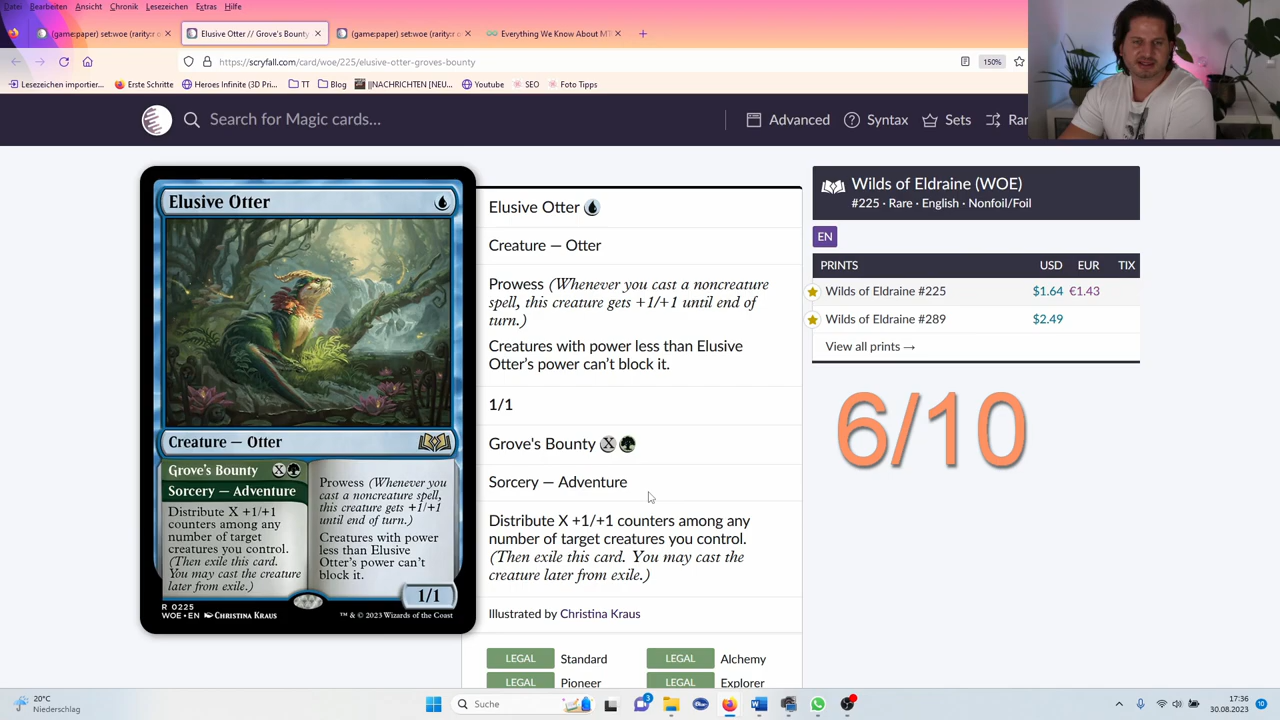 Datei Bearbeiten Ansicht Chronik Lesezeichen Extras Hilfe
(game:paper) set:woe (rarity:r o
Elusive Otter // Grove's Bounty
(game:paper) set:woe (rarity:r o
Everything We Know About MT
https://scryfall.com/card/woe/225/elusive-otter-groves-bounty
150%
Lesezeichen importier...
Erste Schritte
Heroes Infinite (3D Pri...
TT
Blog
||NACHRICHTEN [NEU...
Youtube
SEO
Foto Tipps
Search for Magic cards...
Advanced
Syntax
Sets
Ran
Elusive Otter
Creature — Otter
Grove's Bounty X
Sorcery — Adventure
Distribute X +1/+1
counters among any
number of target
creatures you control.
(Then exile this card.
You may cast the creature
later from exile.)
Prowess (Whenever you
cast a noncreature spell,
this creature gets +1/+1
until end of turn.)
Creatures with power
less than Elusive
Otter's power can't
block it.
1/1
R 0225
WOE • EN Christina Kraus
™ & © 2023 Wizards of the Coast
Elusive Otter
Creature — Otter
Prowess (Whenever you cast a noncreature
spell, this creature gets +1/+1 until end of
turn.)
Creatures with power less than Elusive
Otter's power can't block it.
1/1
Grove's Bounty X
Sorcery — Adventure
Distribute X +1/+1 counters among any
number of target creatures you control.
(Then exile this card. You may cast the
creature later from exile.)
Illustrated by Christina Kraus
LEGAL Standard LEGAL Alchemy
LEGAL Pioneer LEGAL Explorer
Wilds of Eldraine (WOE)
#225 · Rare · English · Nonfoil/Foil
EN
PRINTS USD EUR TIX
Wilds of Eldraine #225 $1.64 €1.43
Wilds of Eldraine #289 $2.49
View all prints →
6/10
20°C
Niederschlag
Suche
3
17:36
30.08.2023
10